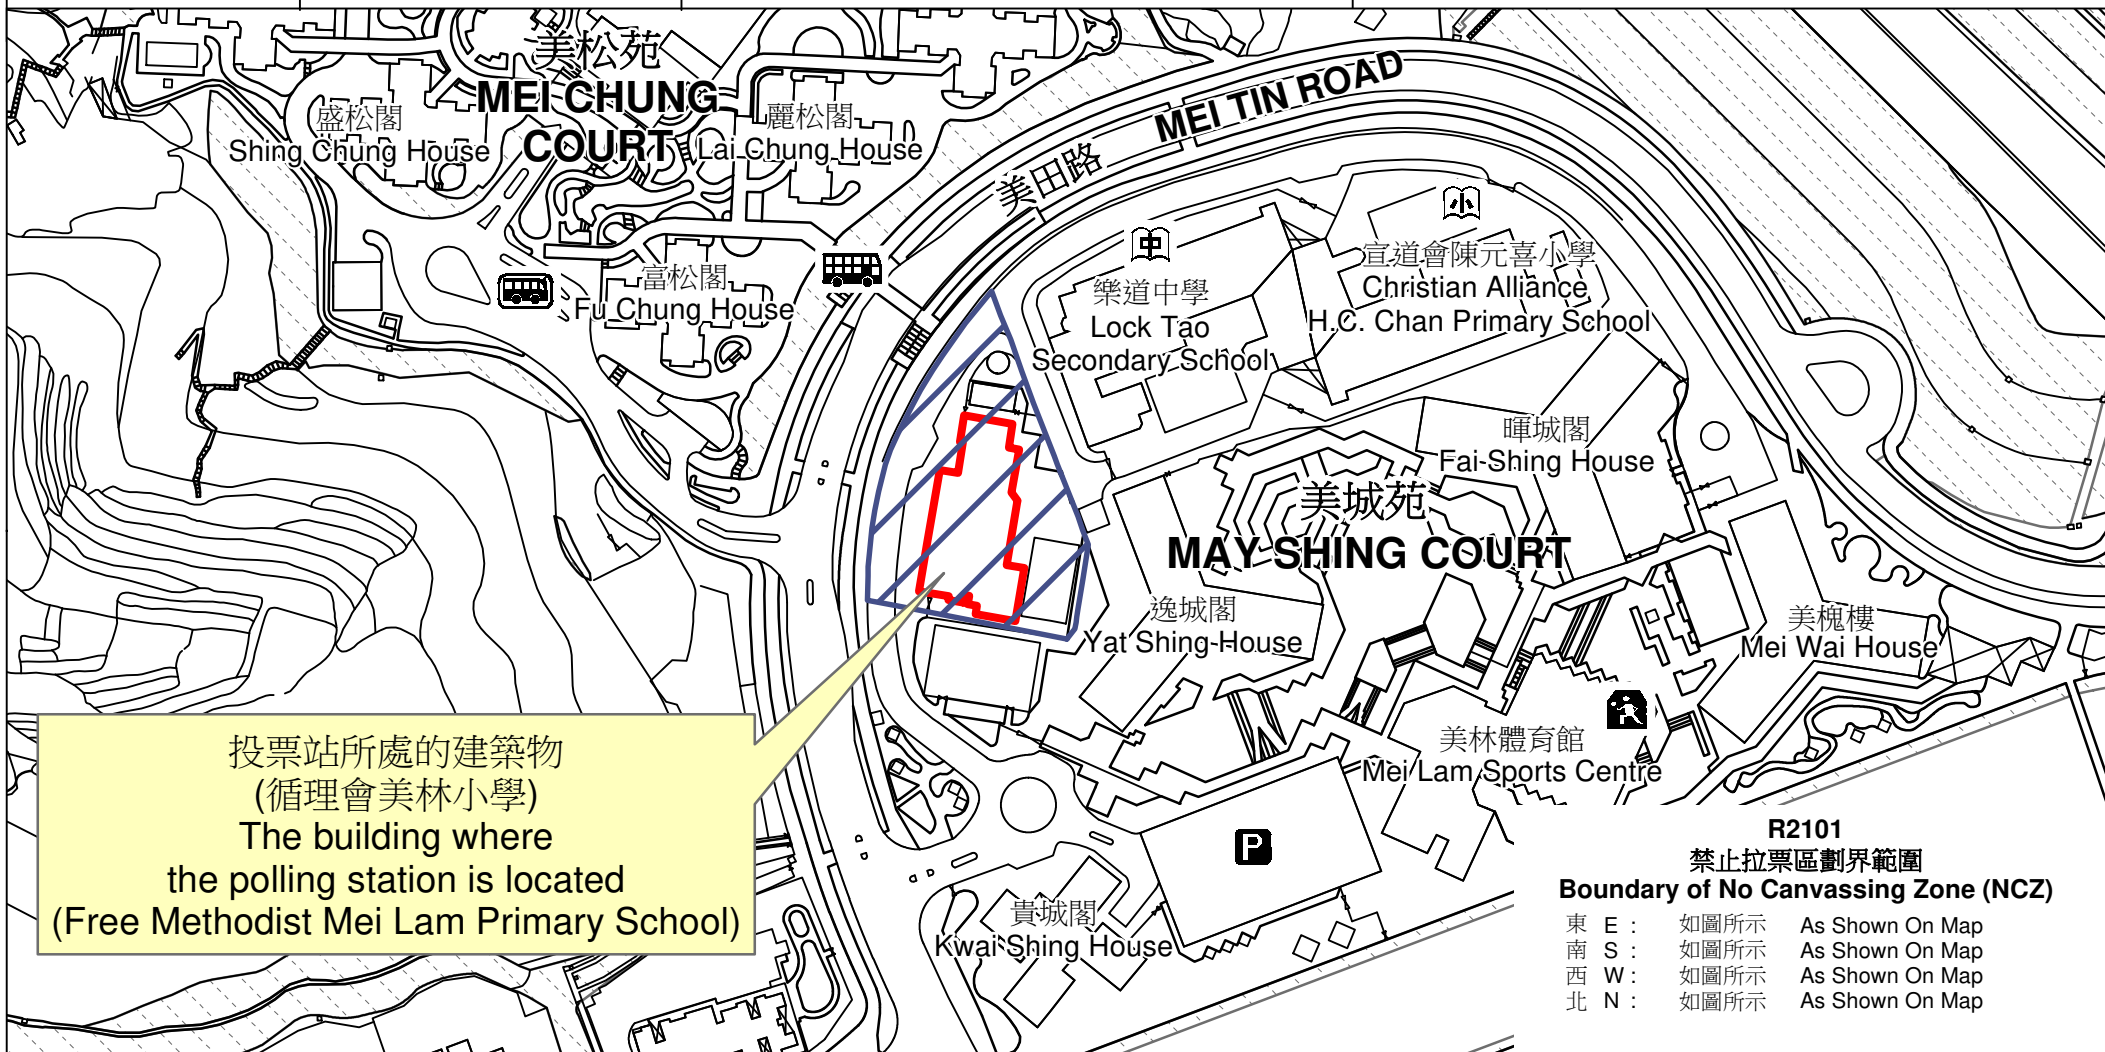 美松苑
MEI CHUNG
COURT
盛松閣
Shing Chung House
麗松閣
Lai Chung House
富松閣
Fu Chung House
美田路
MEI TIN ROAD
中
樂道中學
Lock Tao
Secondary School
小
宣道會陳元喜小學
Christian Alliance
H.C. Chan Primary School
暉城閣
Fai Shing House
美城苑
MAY SHING COURT
逸城閣
Yat Shing House
美槐樓
Mei Wai House
美林體育館
Mei Lam Sports Centre
P
貴城閣
Kwai Shing House
投票站所處的建築物
(循理會美林小學)
The building where
the polling station is located
(Free Methodist Mei Lam Primary School)
R2101
禁止拉票區劃界範圍
Boundary of No Canvassing Zone (NCZ)
東 E : 如圖所示 As Shown On Map
南 S : 如圖所示 As Shown On Map
西 W : 如圖所示 As Shown On Map
北 N : 如圖所示 As Shown On Map